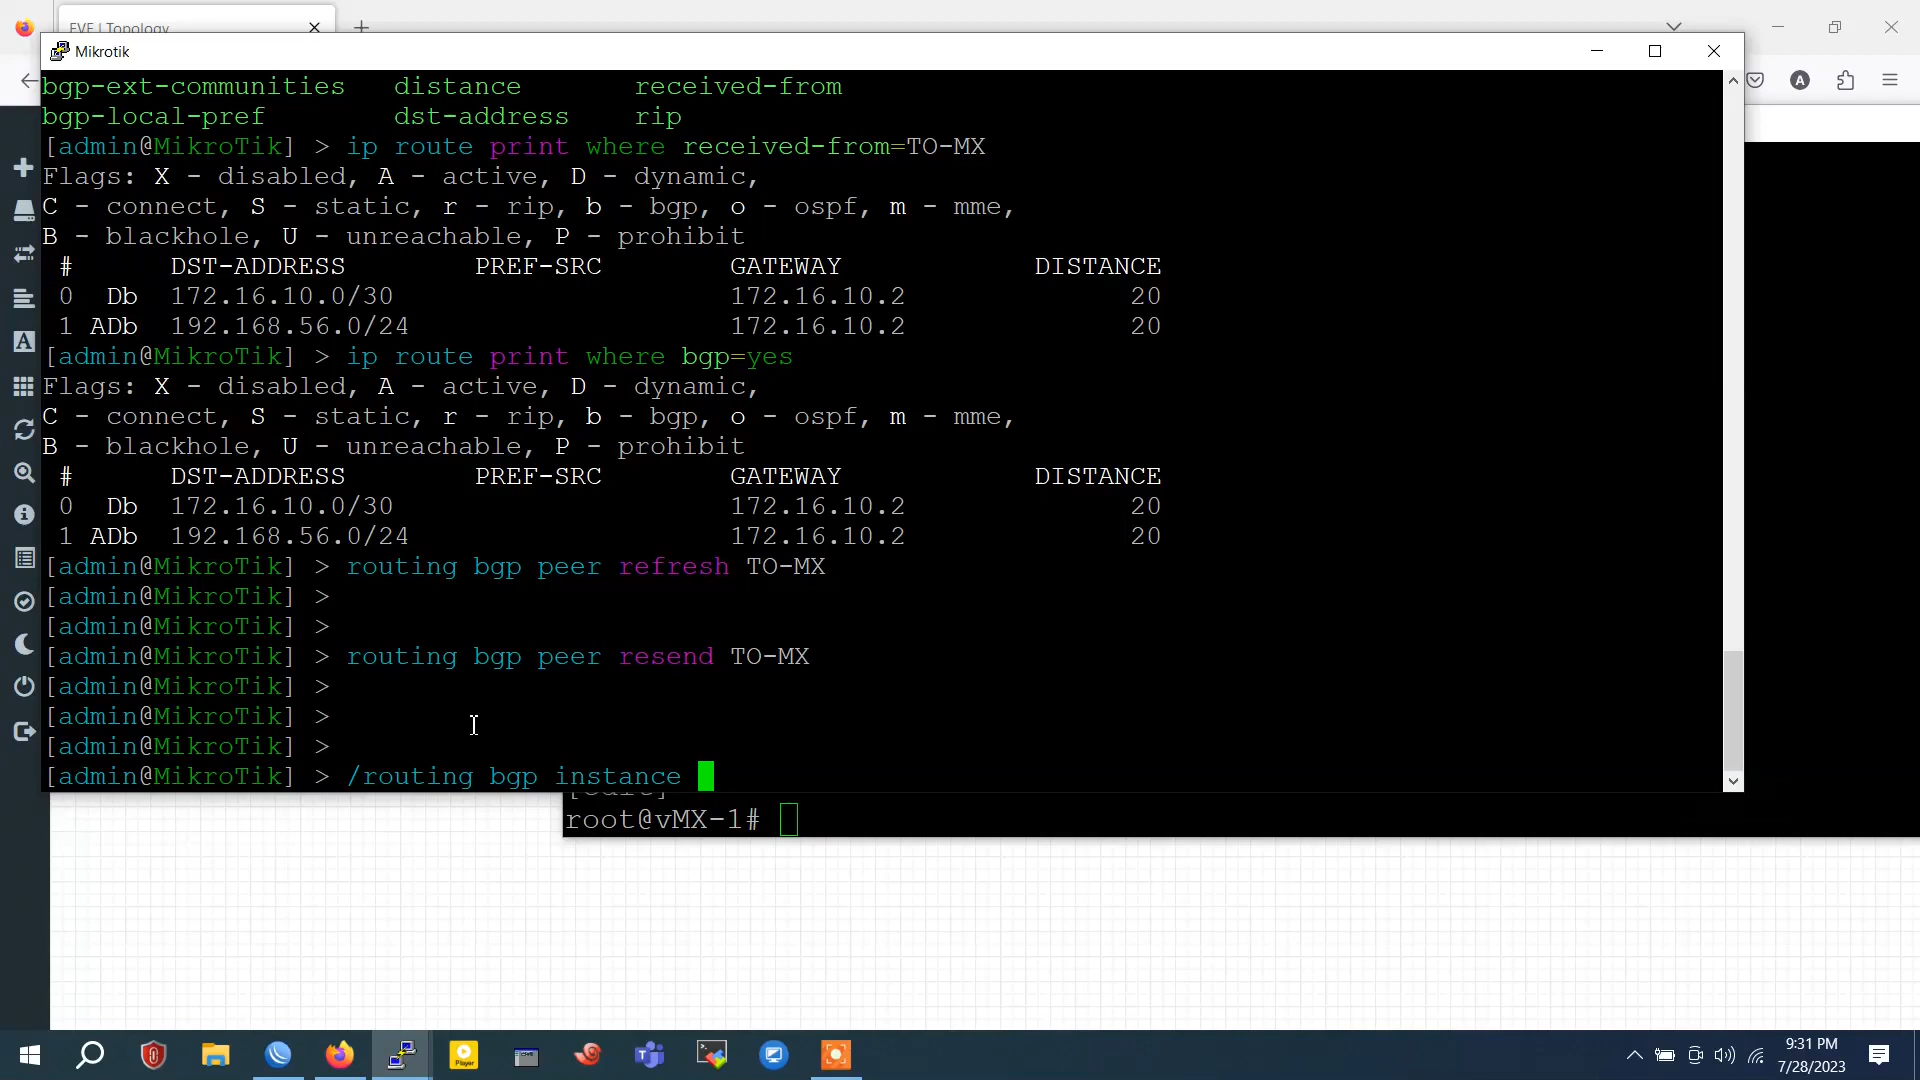 EVE | Topology
Mikrotik
bgp-ext-communities distance received-from
bgp-local-pref dst-address rip
[admin@MikroTik] > ip route print where received-from=TO-MX
Flags: X - disabled, A - active, D - dynamic,
C - connect, S - static, r - rip, b - bgp, o - ospf, m - mme,
B - blackhole, U - unreachable, P - prohibit
# DST-ADDRESS PREF-SRC GATEWAY DISTANCE
0 Db 172.16.10.0/30 172.16.10.2 20
1 ADb 192.168.56.0/24 172.16.10.2 20
[admin@MikroTik] > ip route print where bgp=yes
Flags: X - disabled, A - active, D - dynamic,
C - connect, S - static, r - rip, b - bgp, o - ospf, m - mme,
B - blackhole, U - unreachable, P - prohibit
# DST-ADDRESS PREF-SRC GATEWAY DISTANCE
0 Db 172.16.10.0/30 172.16.10.2 20
1 ADb 192.168.56.0/24 172.16.10.2 20
[admin@MikroTik] > routing bgp peer refresh TO-MX
[admin@MikroTik] >
[admin@MikroTik] >
[admin@MikroTik] > routing bgp peer resend TO-MX
[admin@MikroTik] >
[admin@MikroTik] >
[admin@MikroTik] >
[admin@MikroTik] > /routing bgp instance
[edit]
root@vMX-1#
9:31 PM
7/28/2023